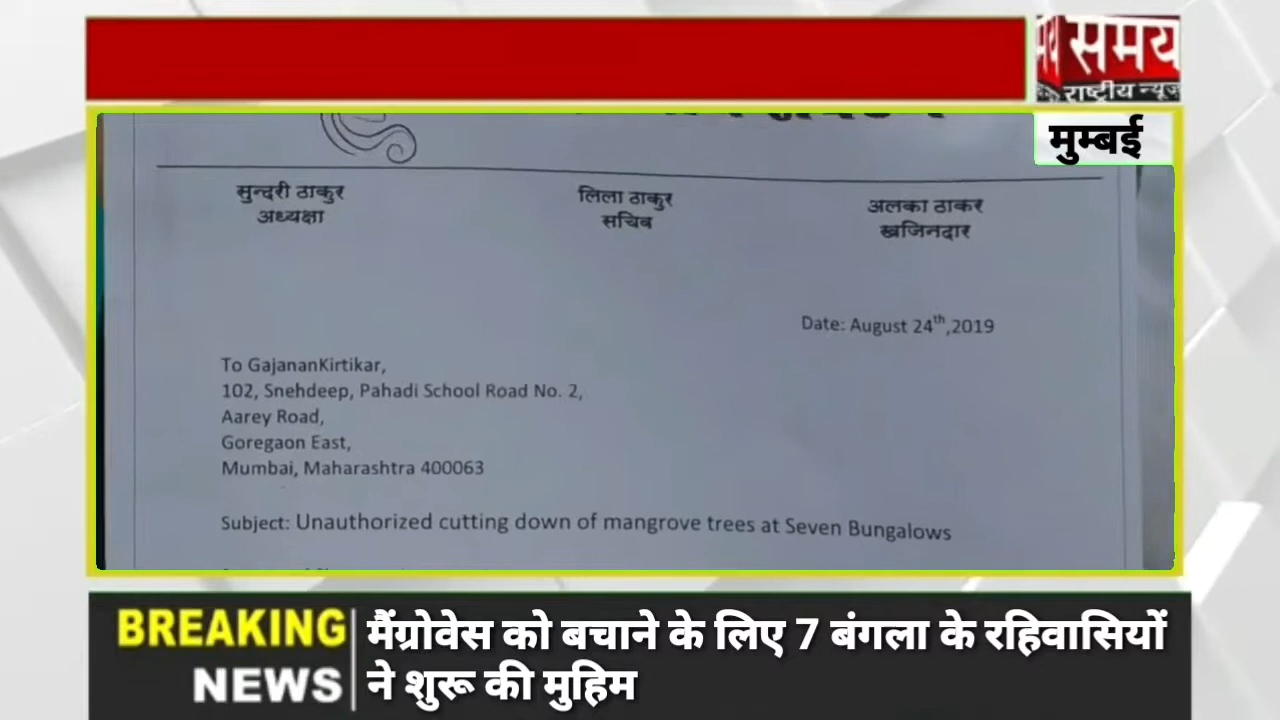 समय
राष्ट्रीय न्यूज
मुम्बई
सुन्दरी ठाकुर
अध्यक्षा
लिला ठाकुर
सचिव
अलका ठाकर
खजिनदार
Date: August 24th,2019
To GajananKirtikar,
102, Snehdeep, Pahadi School Road No. 2,
Aarey Road,
Goregaon East,
Mumbai, Maharashtra 400063
Subject: Unauthorized cutting down of mangrove trees at Seven Bungalows
BREAKING
NEWS
मैंग्रोवेस को बचाने के लिए 7 बंगला के रहिवासियों
ने शुरू की मुहिम